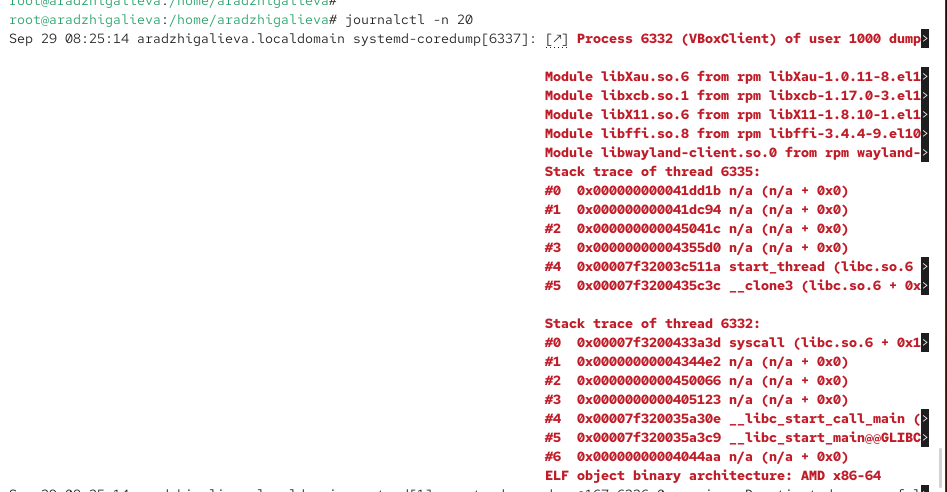 root@aradzhigalieva:/home/aradzhigalieva#
root@aradzhigalieva:/home/aradzhigalieva# journalctl -n 20
Sep 29 08:25:14 aradzhigalieva.localdomain systemd-coredump[6337]: [↗] Process 6332 (VBoxClient) of user 1000 dump>
Module libXau.so.6 from rpm libXau-1.0.11-8.el1>
Module libxcb.so.1 from rpm libxcb-1.17.0-3.el1>
Module libX11.so.6 from rpm libX11-1.8.10-1.el1>
Module libffi.so.8 from rpm libffi-3.4.4-9.el10>
Module libwayland-client.so.0 from rpm wayland->
Stack trace of thread 6335:
#0 0x000000000041dd1b n/a (n/a + 0x0)
#1 0x000000000041dc94 n/a (n/a + 0x0)
#2 0x000000000045041c n/a (n/a + 0x0)
#3 0x00000000004355d0 n/a (n/a + 0x0)
#4 0x00007f32003c511a start_thread (libc.so.6 >
#5 0x00007f3200435c3c __clone3 (libc.so.6 + 0x>
Stack trace of thread 6332:
#0 0x00007f3200433a3d syscall (libc.so.6 + 0x1>
#1 0x00000000004344e2 n/a (n/a + 0x0)
#2 0x0000000000450066 n/a (n/a + 0x0)
#3 0x0000000000405123 n/a (n/a + 0x0)
#4 0x00007f320035a30e __libc_start_call_main (>
#5 0x00007f320035a3c9 __libc_start_main@@GLIBC>
#6 0x00000000004044aa n/a (n/a + 0x0)
ELF object binary architecture: AMD x86-64